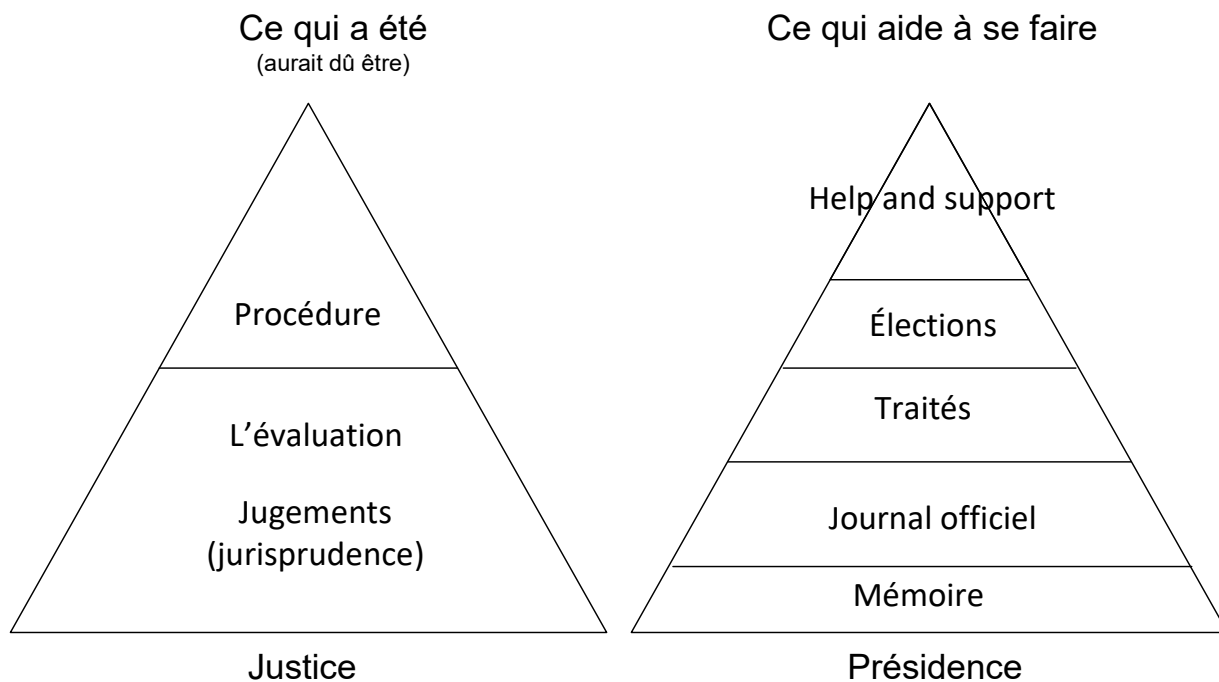 Ce qui a été
(aurait dû être)
Procédure
L'évaluation
Jugements
(jurisprudence)
Justice
Ce qui aide à se faire
Help and support
Élections
Traités
Journal officiel
Mémoire
Présidence